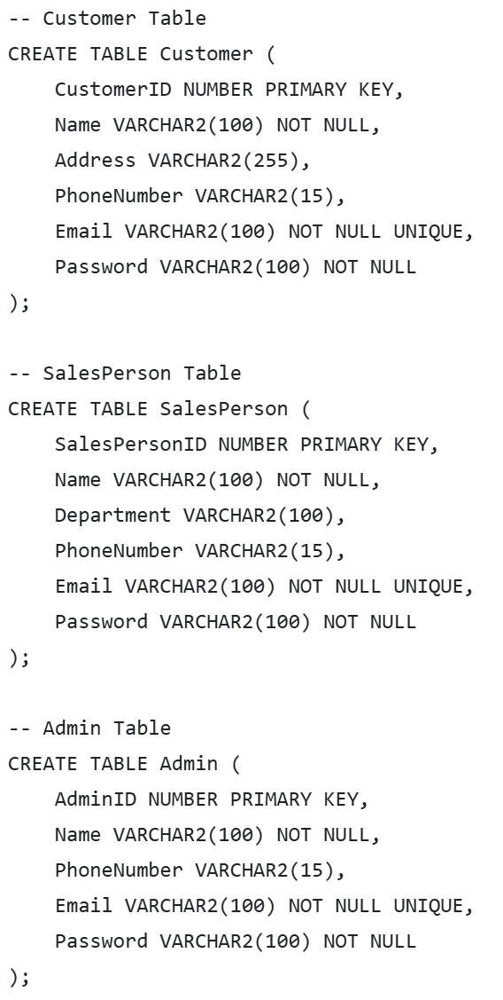 -- Customer Table
CREATE TABLE Customer (
    CustomerID NUMBER PRIMARY KEY,
    Name VARCHAR2(100) NOT NULL,
    Address VARCHAR2(255),
    PhoneNumber VARCHAR2(15),
    Email VARCHAR2(100) NOT NULL UNIQUE,
    Password VARCHAR2(100) NOT NULL
);

-- SalesPerson Table
CREATE TABLE SalesPerson (
    SalesPersonID NUMBER PRIMARY KEY,
    Name VARCHAR2(100) NOT NULL,
    Department VARCHAR2(100),
    PhoneNumber VARCHAR2(15),
    Email VARCHAR2(100) NOT NULL UNIQUE,
    Password VARCHAR2(100) NOT NULL
);

-- Admin Table
CREATE TABLE Admin (
    AdminID NUMBER PRIMARY KEY,
    Name VARCHAR2(100) NOT NULL,
    PhoneNumber VARCHAR2(15),
    Email VARCHAR2(100) NOT NULL UNIQUE,
    Password VARCHAR2(100) NOT NULL
);